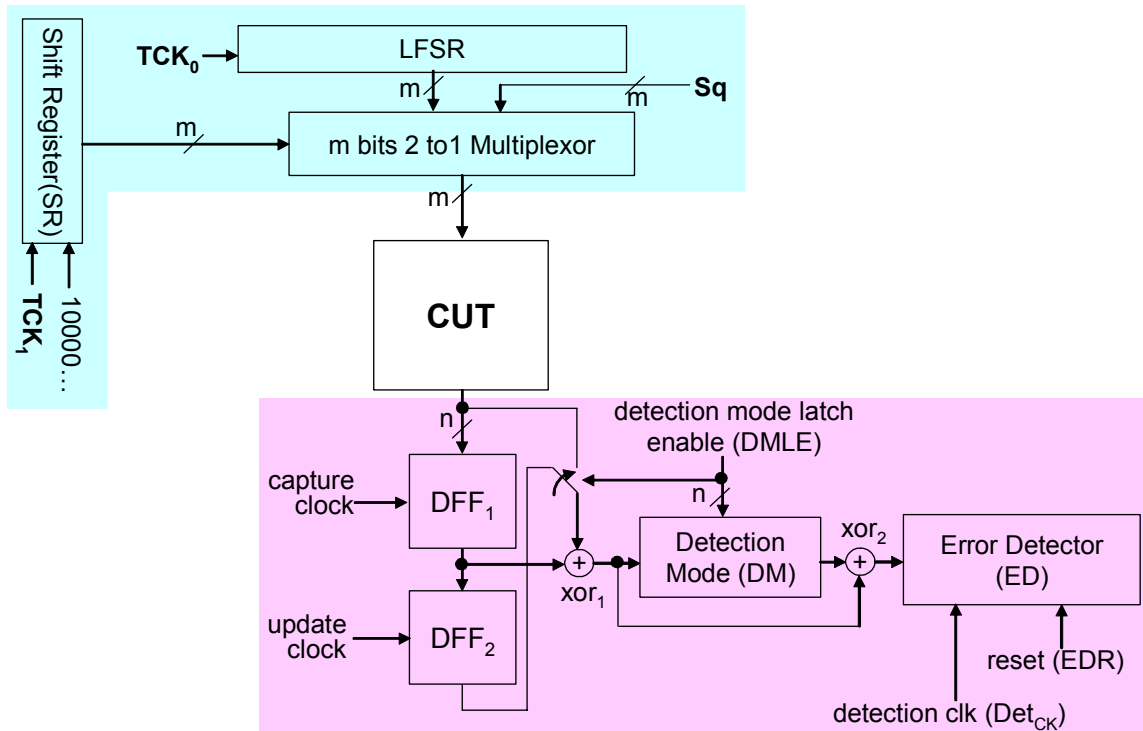 Shift Register(SR)
TCK₀
LFSR
m
m
Sq
m
m bits 2 to1 Multiplexor
m
TCK₁
10000…
CUT
n
detection mode latch
enable (DMLE)
capture
clock
DFF₁
n
Detection
Mode (DM)
xor₂
Error Detector
(ED)
+
+
xor₁
update
clock
DFF₂
reset (EDR)
detection clk (Det_CK)